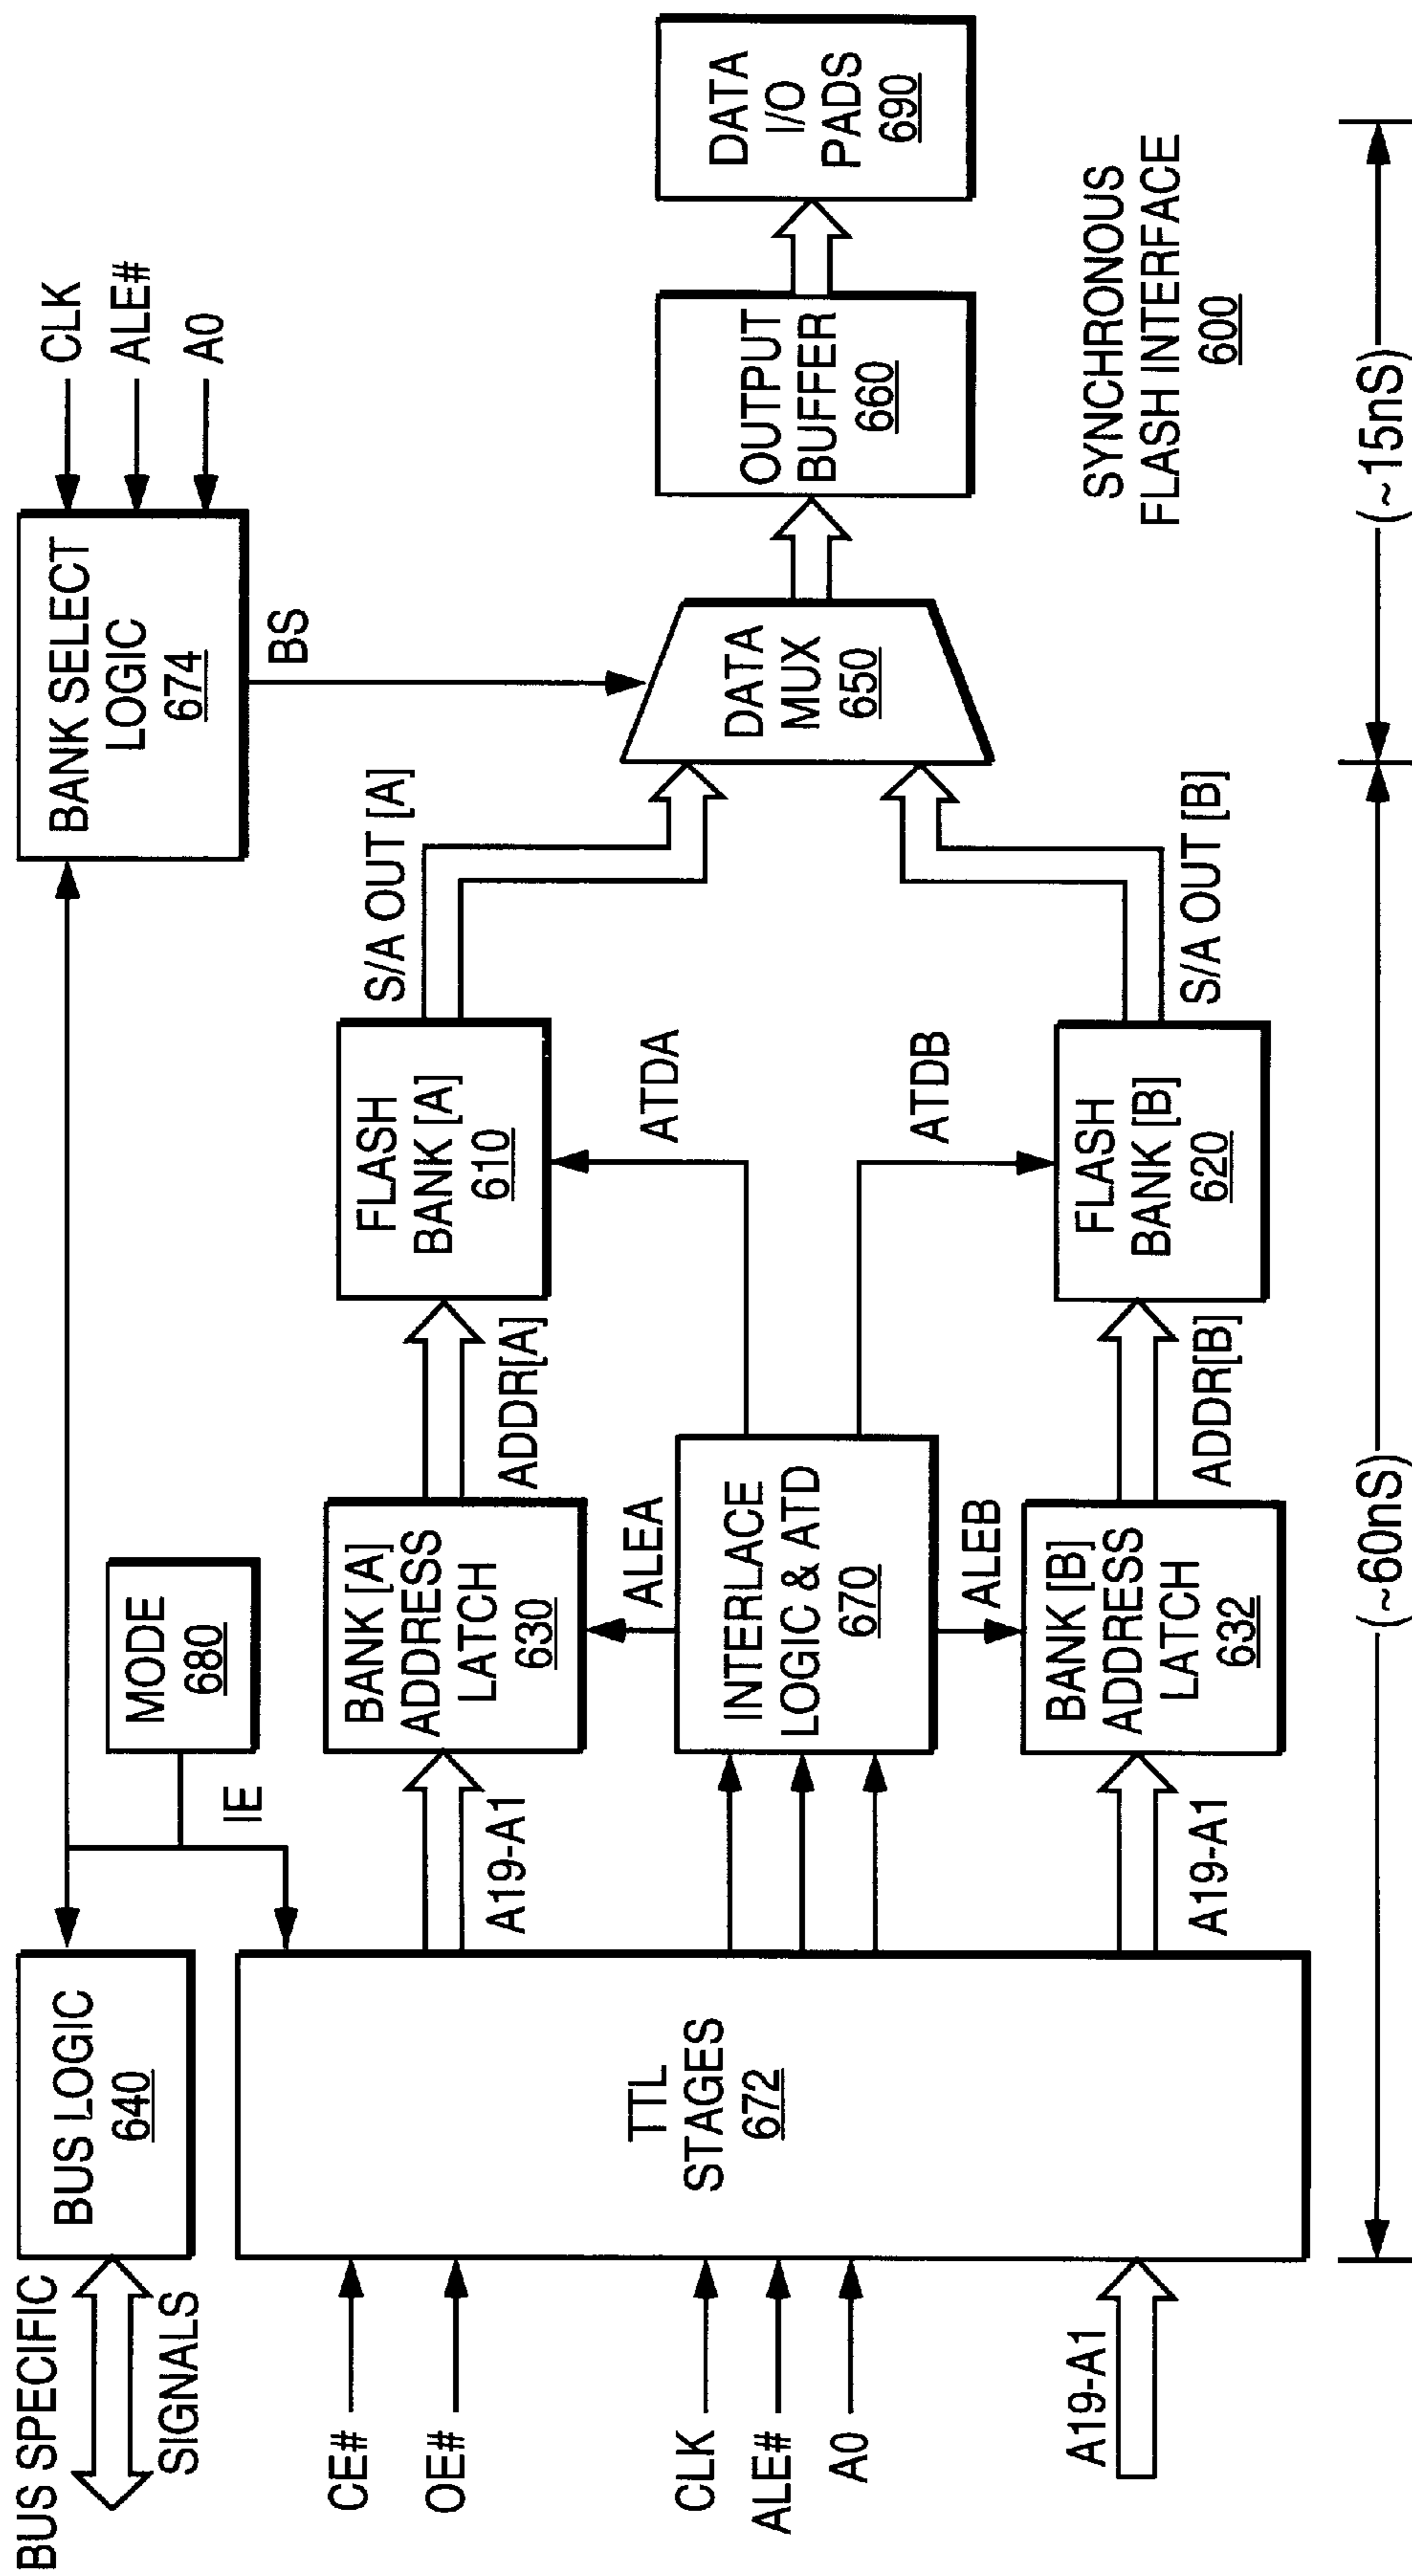 BUS SPECIFIC
SIGNALS
BUS LOGIC
640
MODE
680
IE
BANK SELECT
LOGIC
674
CLK
ALE#
A0
BS
CE#
OE#
CLK
ALE#
A0
A19-A1
TTL
STAGES
672
A19-A1
A19-A1
BANK [A]
ADDRESS
LATCH
630
ALEA
INTERLACE
LOGIC & ATD
670
ALEB
BANK [B]
ADDRESS
LATCH
632
ADDR[A]
ADDR[B]
FLASH
BANK [A]
610
ATDA
ATDB
FLASH
BANK [B]
620
S/A OUT [A]
S/A OUT [B]
DATA
MUX
650
OUTPUT
BUFFER
660
DATA
I/O
PADS
690
SYNCHRONOUS
FLASH INTERFACE
600
(~60nS)
(~15nS)